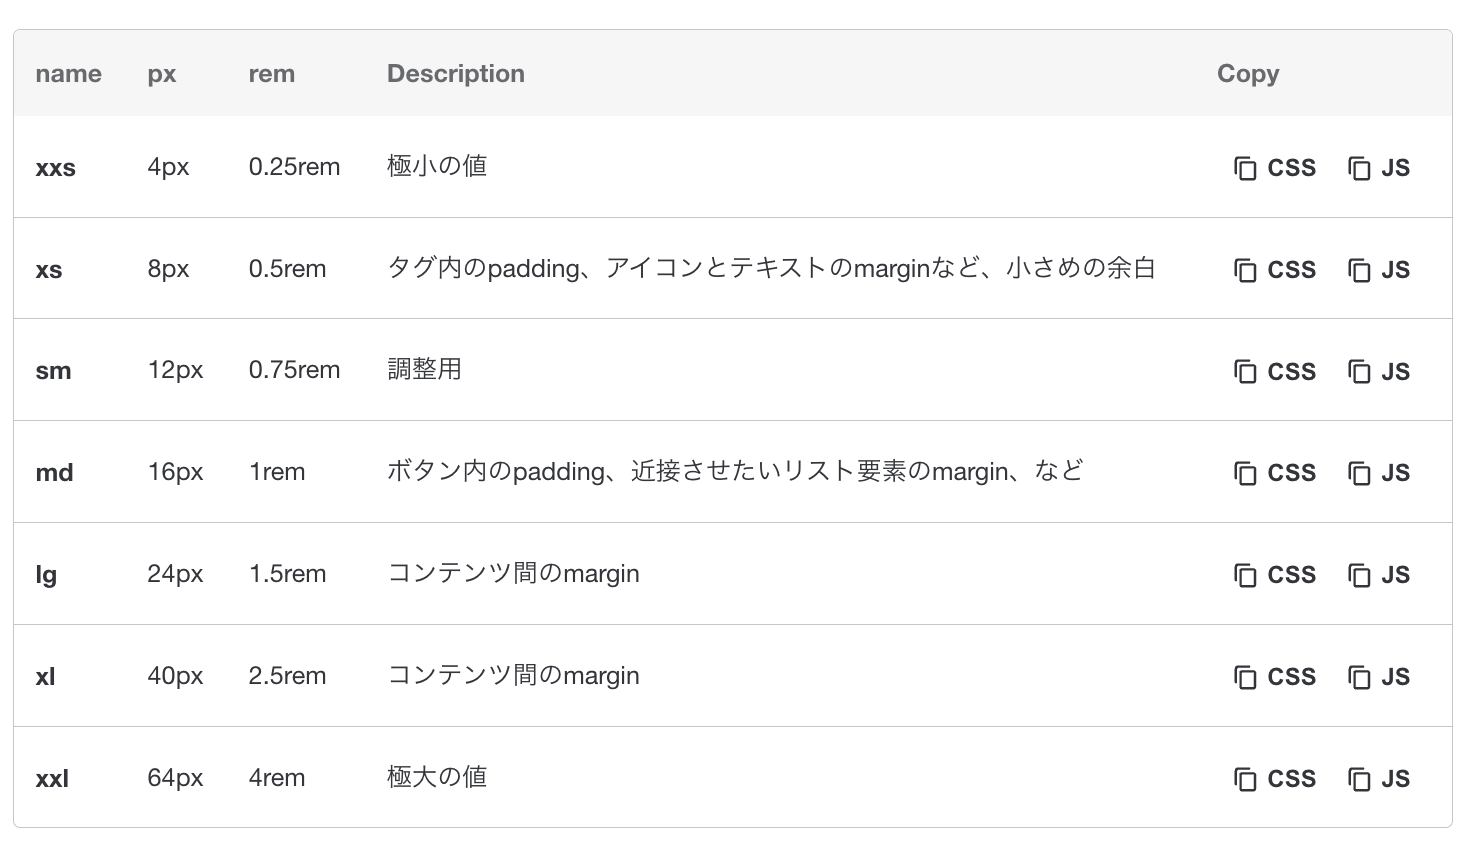 name px rem Description Copy
xxs 4px 0.25rem 極小の値 CSS JS
xs 8px 0.5rem タグ内のpadding、アイコンとテキストのmarginなど、小さめの余白 CSS JS
sm 12px 0.75rem 調整用 CSS JS
md 16px 1rem ボタン内のpadding、近接させたいリスト要素のmargin、など CSS JS
lg 24px 1.5rem コンテンツ間のmargin CSS JS
xl 40px 2.5rem コンテンツ間のmargin CSS JS
xxl 64px 4rem 極大の値 CSS JS